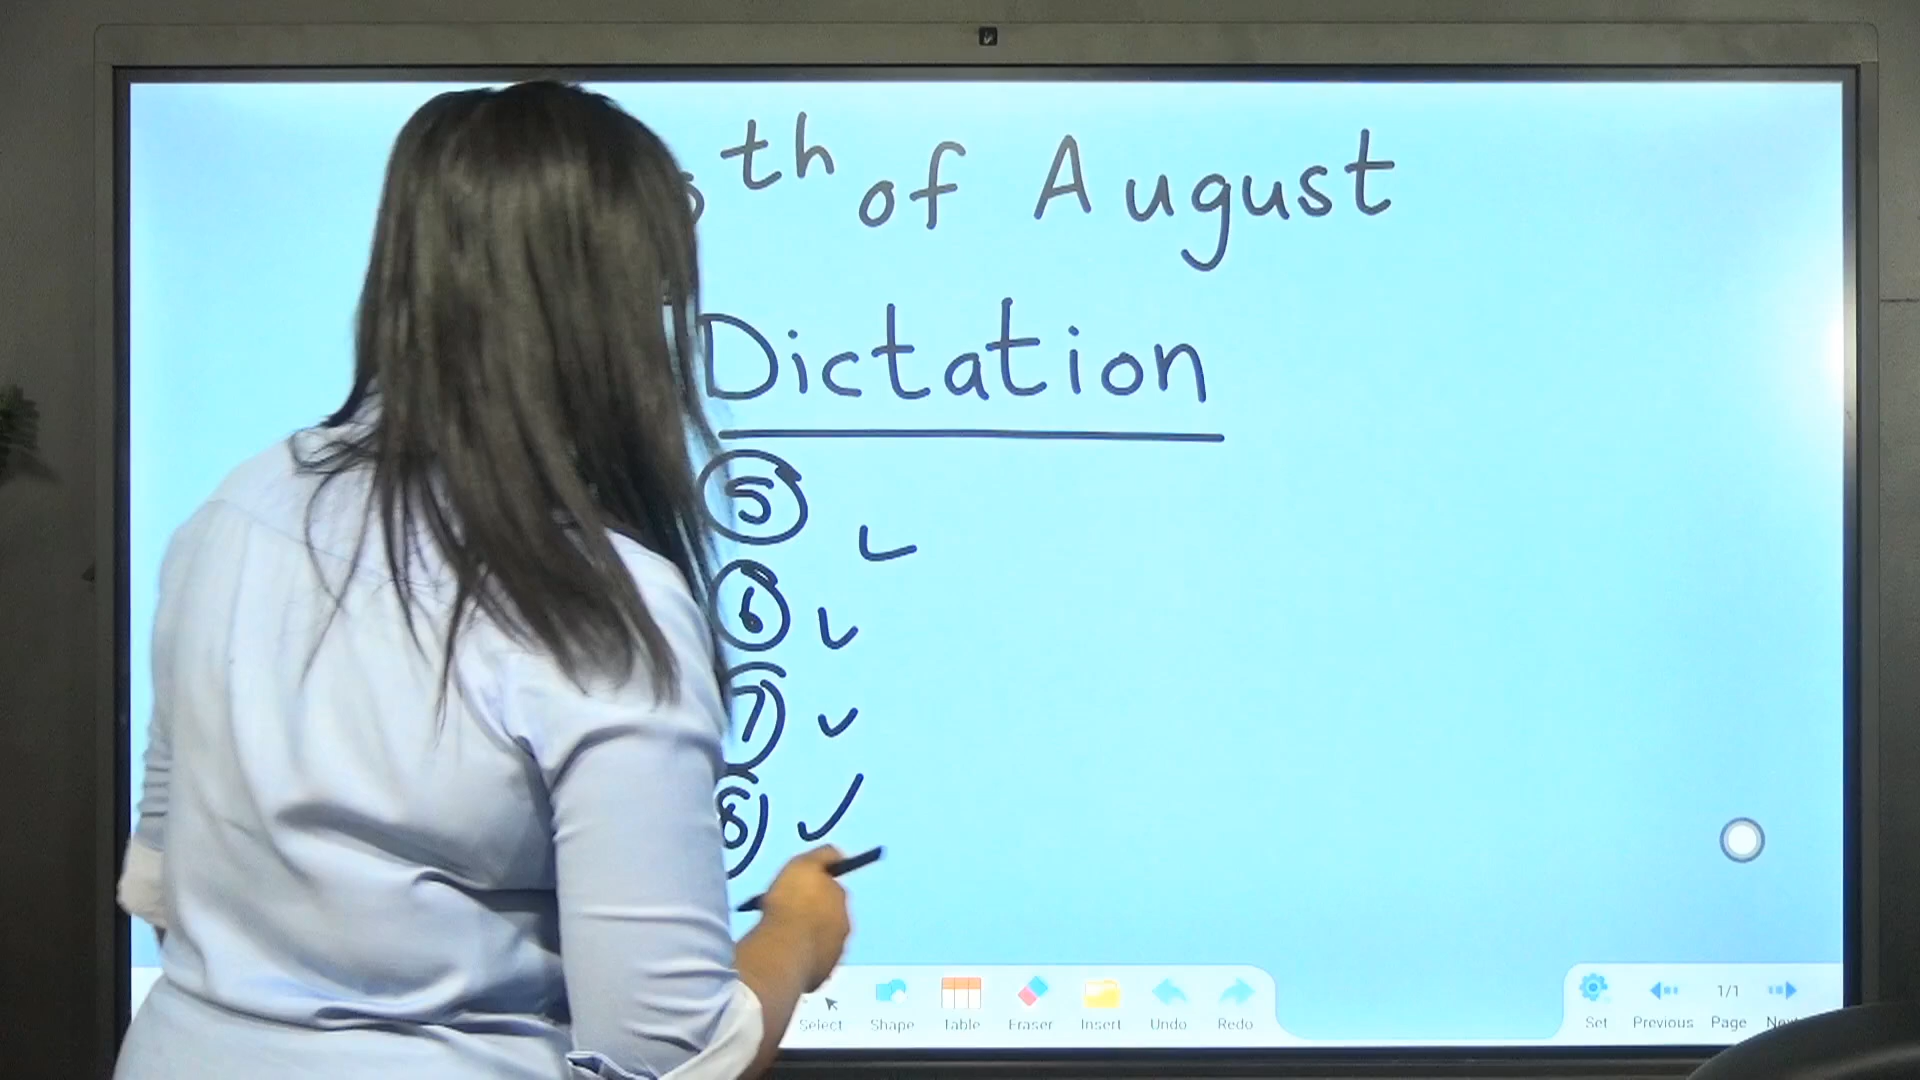 th of August
Dictation
5
6
7
8
Select Shape Table Eraser Insert Undo Redo
Set Previous Page
1/1